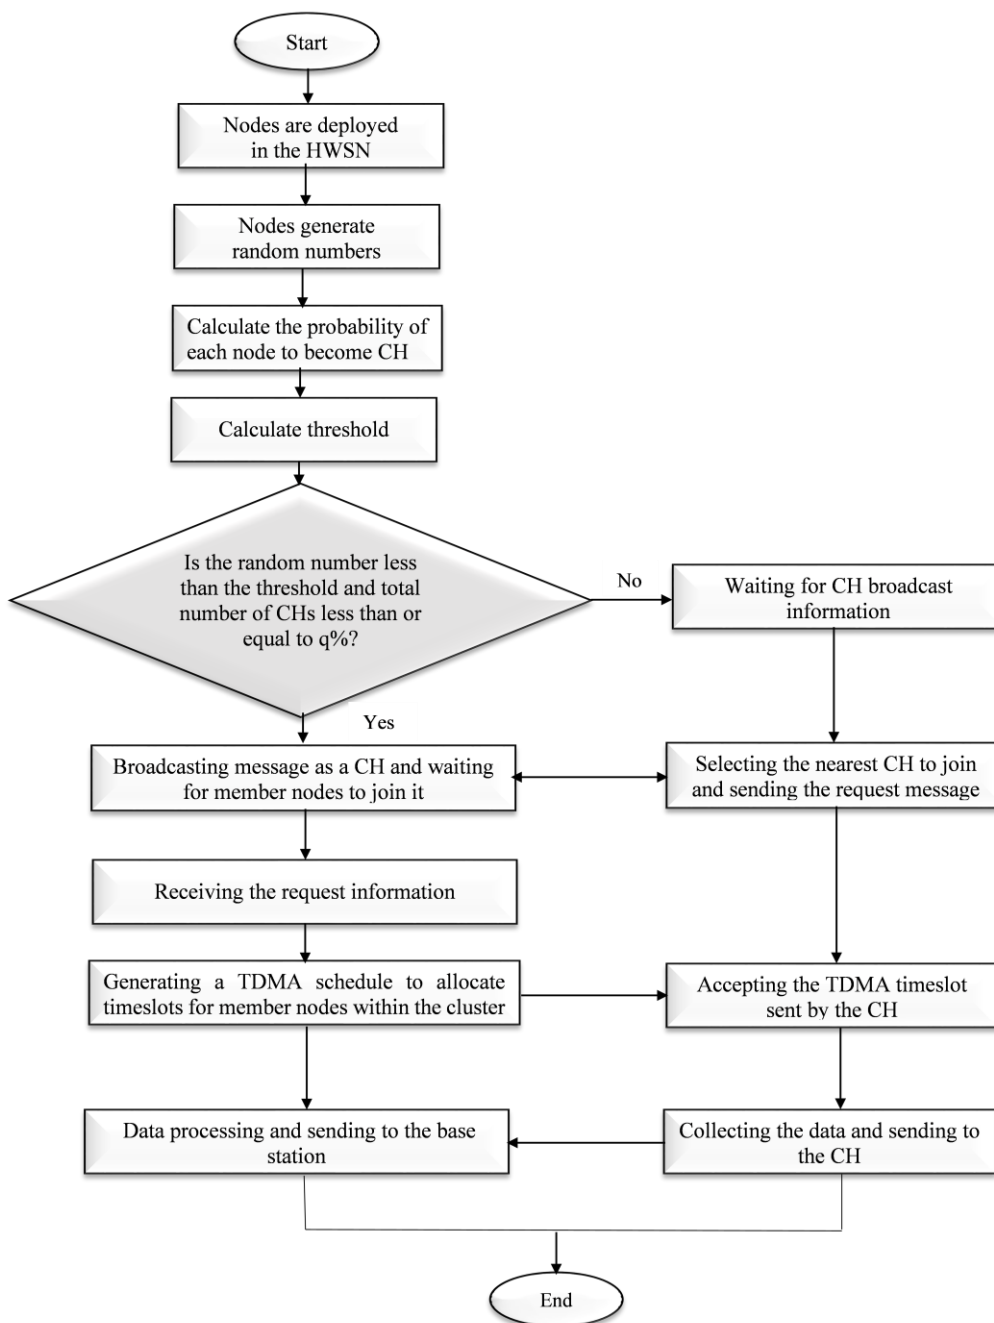 Start
Nodes are deployed
in the HWSN
Nodes generate
random numbers
Calculate the probability of
each node to become CH
Calculate threshold
Is the random number less
than the threshold and total
number of CHs less than or
equal to q%?
No
Waiting for CH broadcast
information
Yes
Broadcasting message as a CH and waiting
for member nodes to join it
Selecting the nearest CH to join
and sending the request message
Receiving the request information
Generating a TDMA schedule to allocate
timeslots for member nodes within the cluster
Accepting the TDMA timeslot
sent by the CH
Data processing and sending to the base
station
Collecting the data and sending to
the CH
End